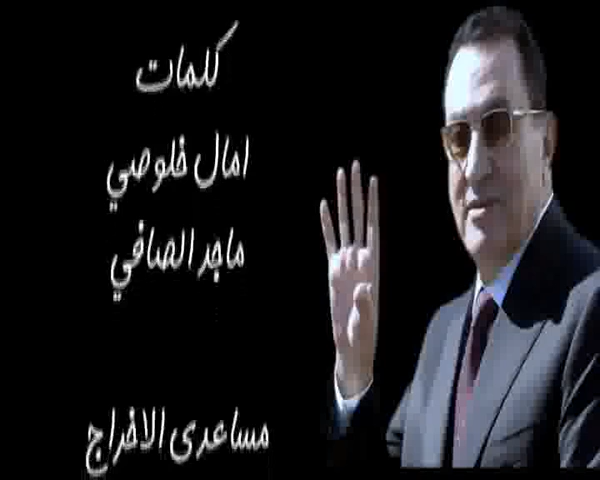 كلمات
امال خلوصي
ماجد الصافي
مساعدى الاخراج